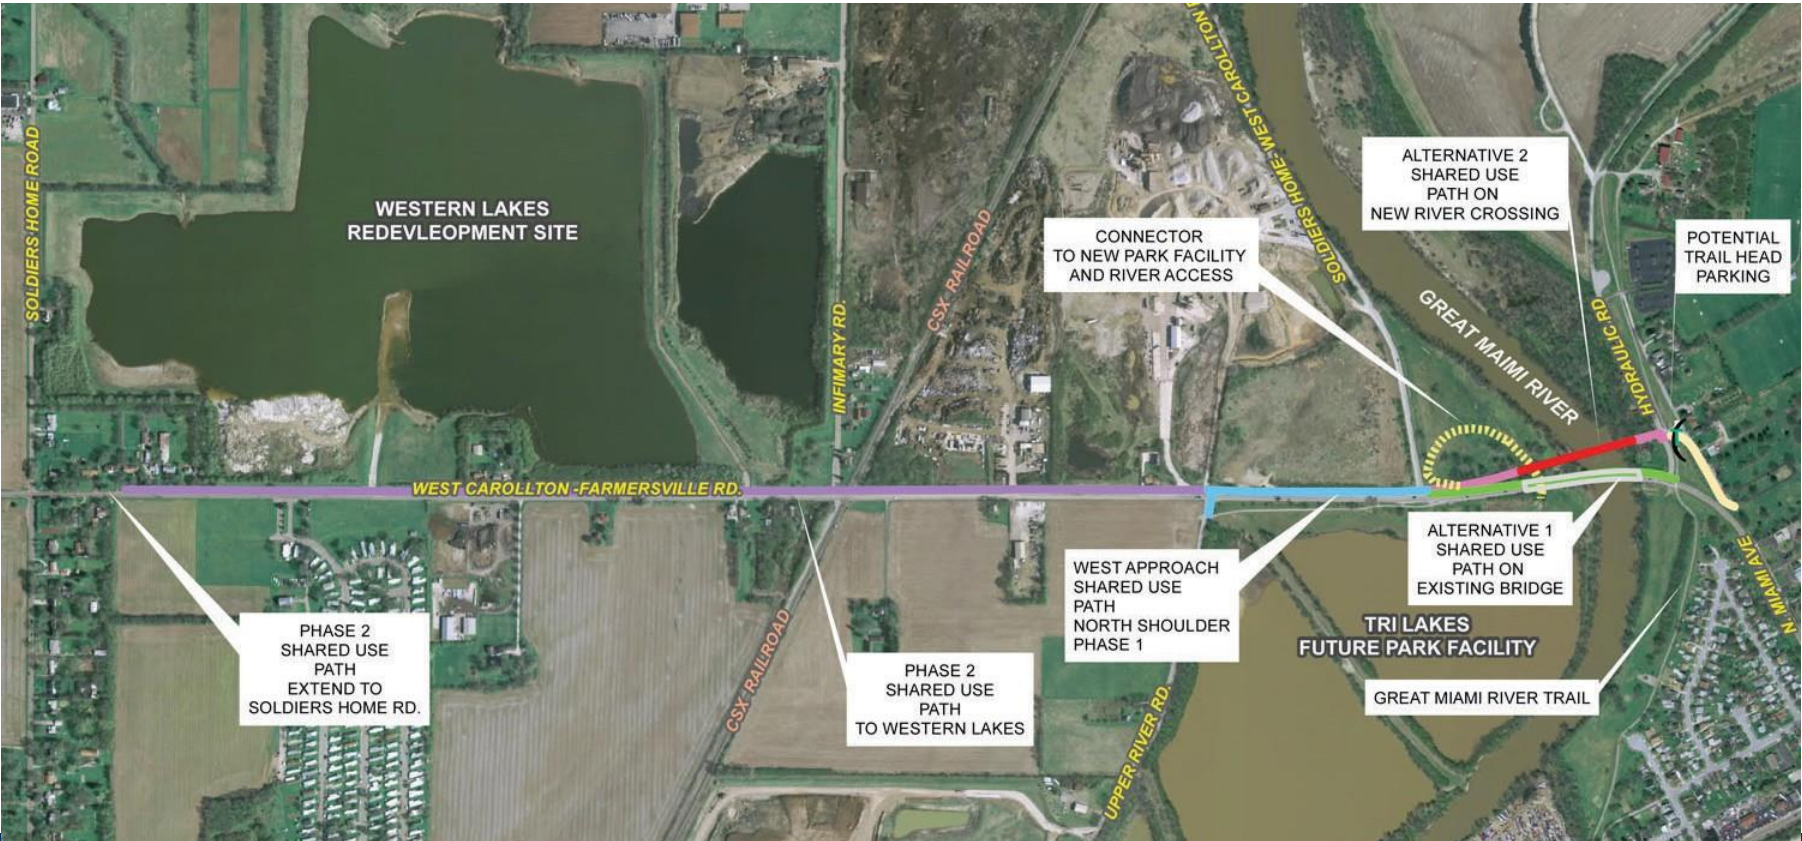 SOLDIERS HOME ROAD
WESTERN LAKES
REDEVLEOPMENT SITE
INFIMARY RD.
CSX RAILROAD
SOLDIERS HOME-WEST CAROLLTON R
CONNECTOR
TO NEW PARK FACILITY
AND RIVER ACCESS
ALTERNATIVE 2
SHARED USE
PATH ON
NEW RIVER CROSSING
POTENTIAL
TRAIL HEAD
PARKING
GREAT MAIMI RIVER
HYDRAULIC RD
WEST CAROLLTON -FARMERSVILLE RD.
PHASE 2
SHARED USE
PATH
EXTEND TO
SOLDIERS HOME RD.
CSX RAILROAD
PHASE 2
SHARED USE
PATH
TO WESTERN LAKES
WEST APPROACH
SHARED USE
PATH
NORTH SHOULDER
PHASE 1
UPPER RIVER RD.
ALTERNATIVE 1
SHARED USE
PATH ON
EXISTING BRIDGE
TRI LAKES
FUTURE PARK FACILITY
GREAT MIAMI RIVER TRAIL
N. MIAMI AVE